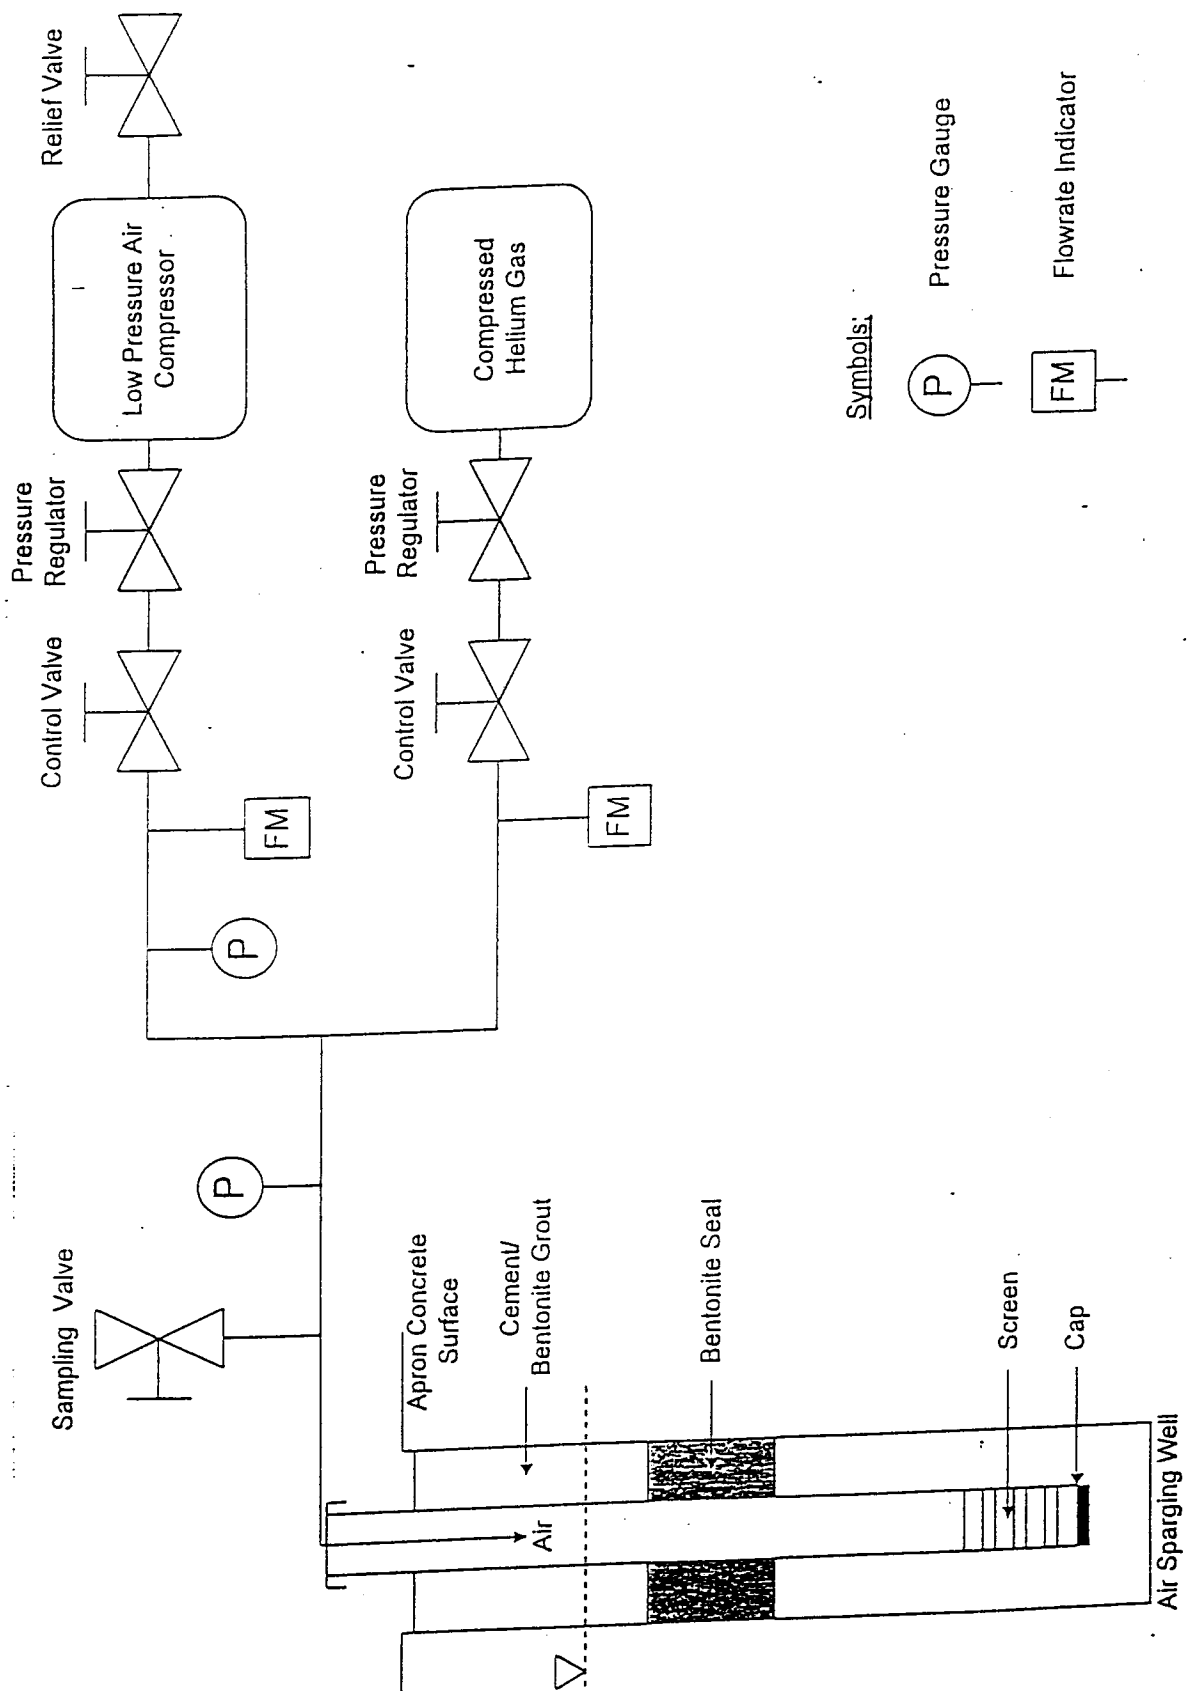 Sampling Valve
P
Apron Concrete
Surface
Cement/
Bentonite Grout
Bentonite Seal
Screen
Cap
Air
Air Sparging Well
P
FM
Control Valve
Pressure
Regulator
Low Pressure Air
Compressor
Relief Valve
FM
Control Valve
Pressure
Regulator
Compressed
Helium Gas
Symbols:
P
Pressure Gauge
FM
Flowrate Indicator